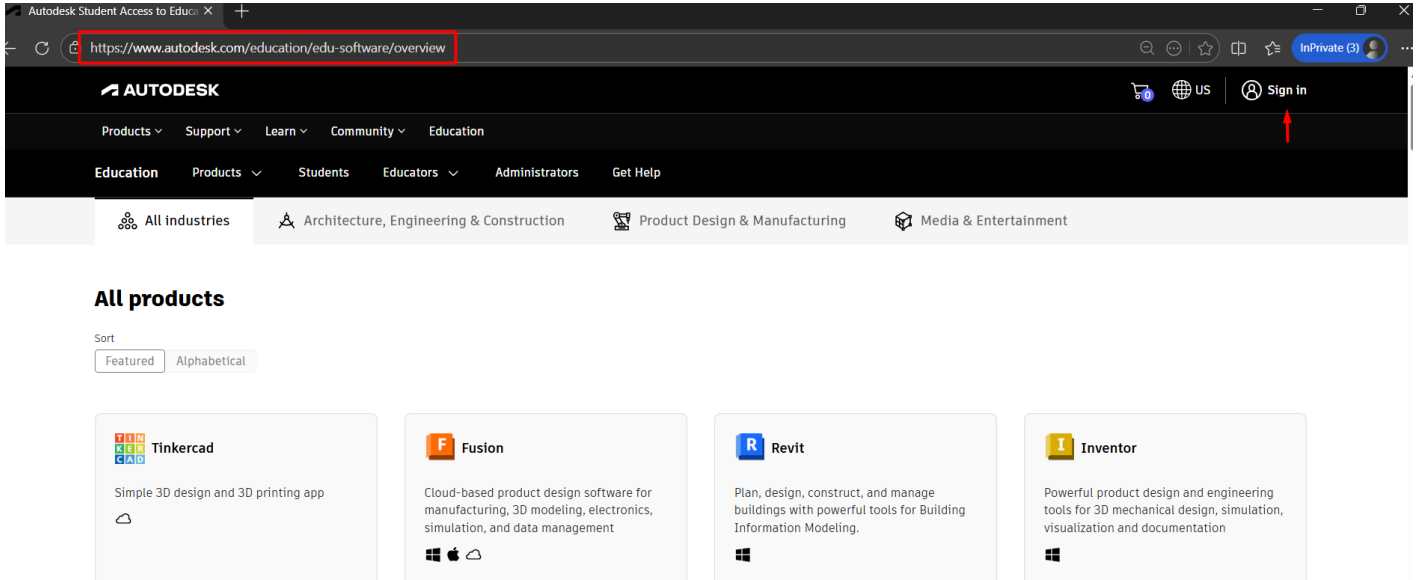 Autodesk Student Access to Educa
https://www.autodesk.com/education/edu-software/overview
InPrivate (3)
AUTODESK
0
US
Sign in
Products
Support
Learn
Community
Education
Education
Products
Students
Educators
Administrators
Get Help
All industries
Architecture, Engineering & Construction
Product Design & Manufacturing
Media & Entertainment
All products
Sort
Featured
Alphabetical
TIN
KER
CAD
Tinkercad
Simple 3D design and 3D printing app
F
Fusion
Cloud-based product design software for
manufacturing, 3D modeling, electronics,
simulation, and data management
R
Revit
Plan, design, construct, and manage
buildings with powerful tools for Building
Information Modeling.
I
Inventor
Powerful product design and engineering
tools for 3D mechanical design, simulation,
visualization and documentation